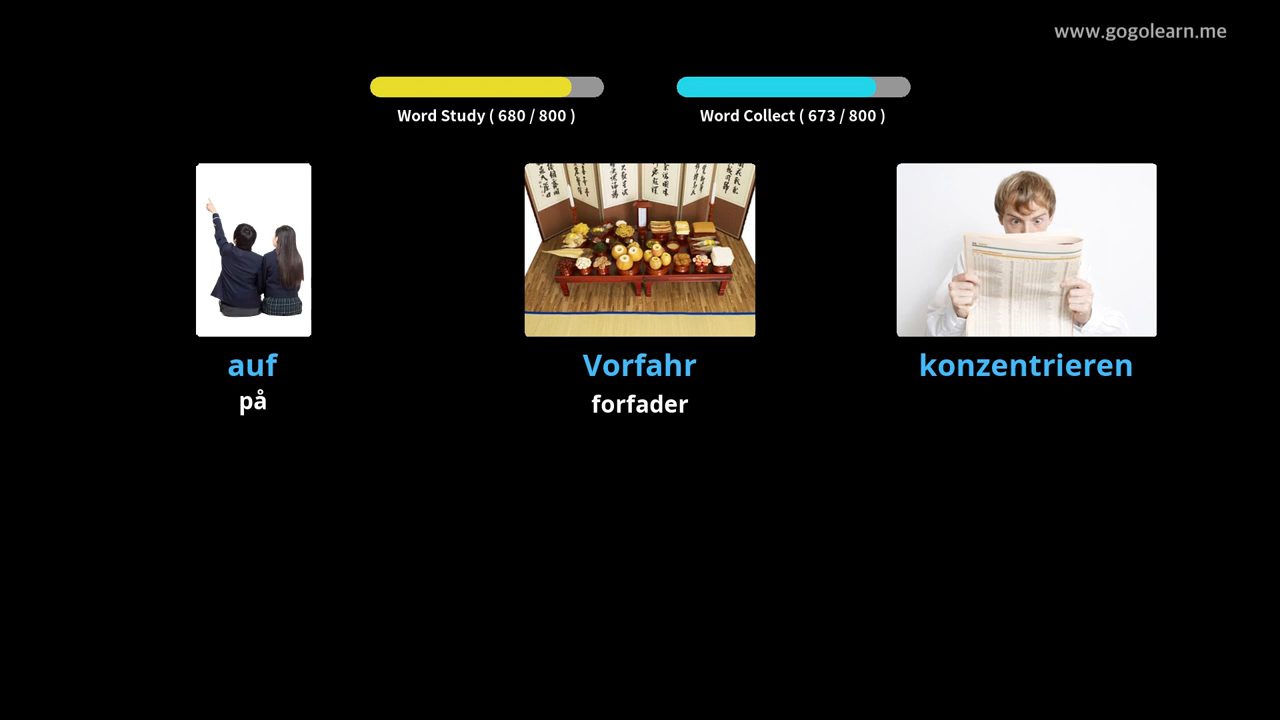 www.gogolearn.me
Word Study ( 680 / 800 )
Word Collect ( 673 / 800 )
auf
på
Vorfahr
forfader
konzentrieren